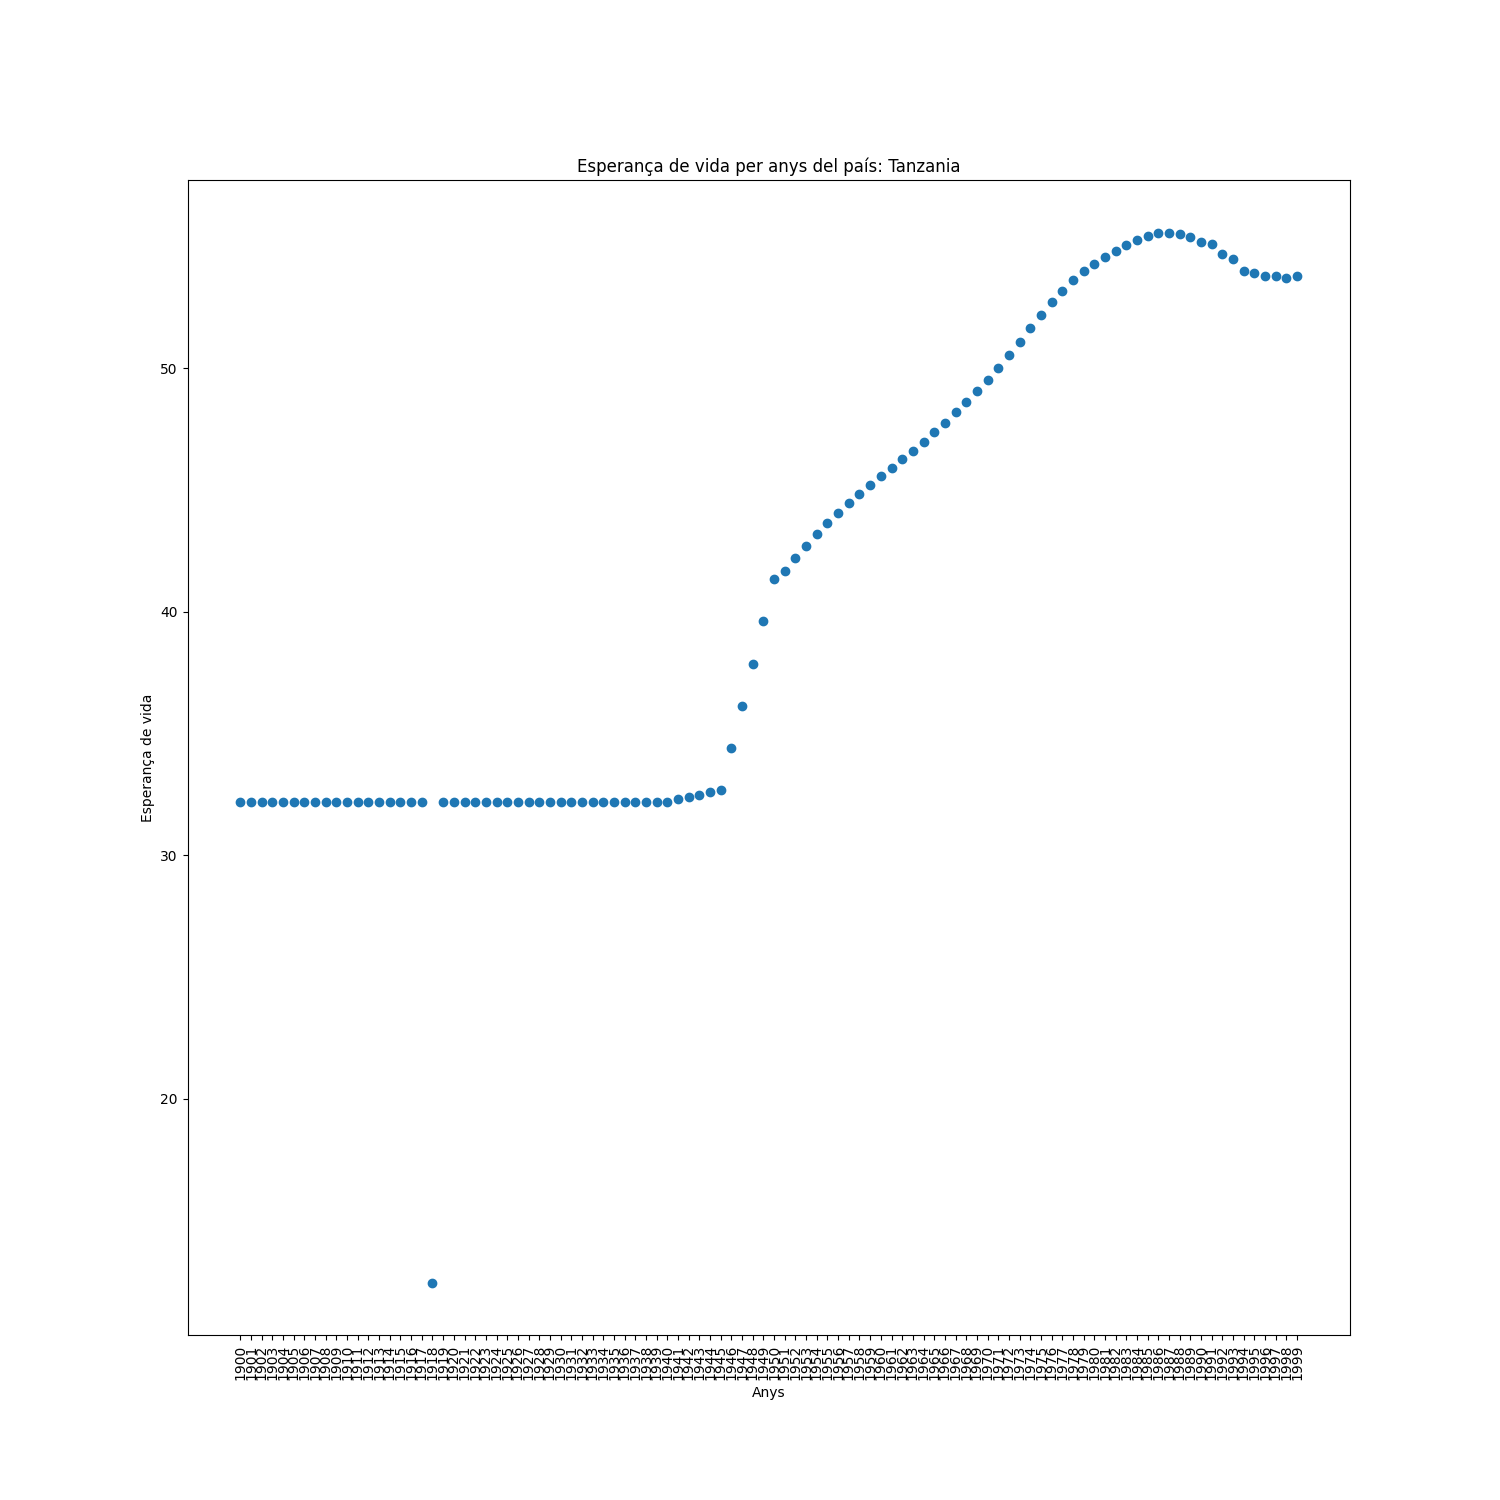 Esperança de vida per anys del país: Tanzania
50
40
30
20
Esperança de vida
1900 1901 1902 1903 1904 1905 1906 1907 1908 1909 1910 1911 1912 1913 1914 1915 1916 1917 1918 1919 1920 1921 1922 1923 1924 1925 1926 1927 1928 1929 1930 1931 1932 1933 1934 1935 1936 1937 1938 1939 1940 1941 1942 1943 1944 1945 1946 1947 1948 1949 1950 1951 1952 1953 1954 1955 1956 1957 1958 1959 1960 1961 1962 1963 1964 1965 1966 1967 1968 1969 1970 1971 1972 1973 1974 1975 1976 1977 1978 1979 1980 1981 1982 1983 1984 1985 1986 1987 1988 1989 1990 1991 1992 1993 1994 1995 1996 1997 1998 1999
Anys